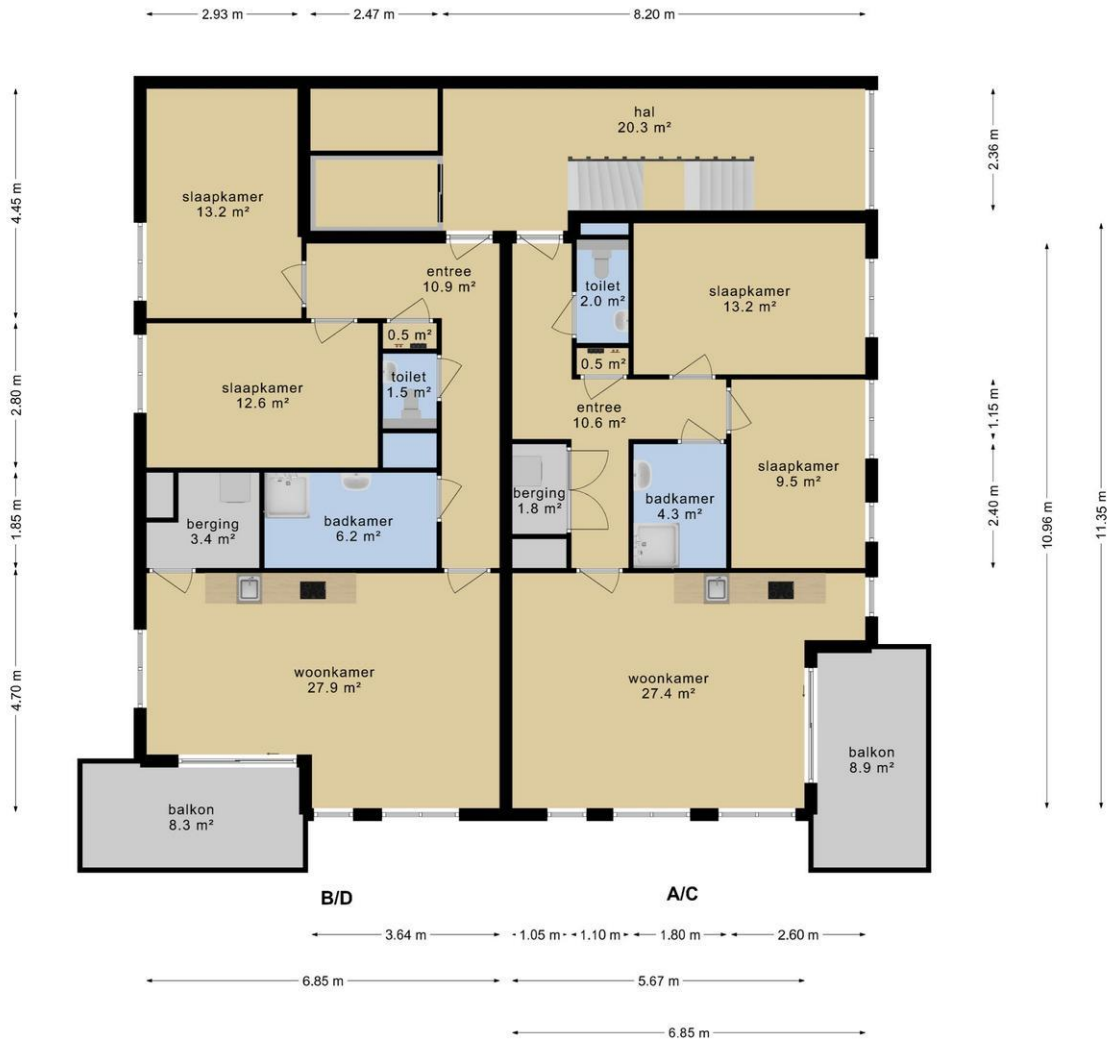 2.93 m
2.47 m
8.20 m
hal
20.3 m²
2.36 m
4.45 m
slaapkamer
13.2 m²
entree
10.9 m²
toilet
2.0 m²
slaapkamer
13.2 m²
0.5 m²
0.5 m²
toilet
1.5 m²
slaapkamer
12.6 m²
2.80 m
entree
10.6 m²
1.15 m
slaapkamer
9.5 m²
berging
1.8 m²
badkamer
4.3 m²
berging
3.4 m²
badkamer
6.2 m²
1.85 m
2.40 m
10.96 m
11.35 m
woonkamer
27.9 m²
woonkamer
27.4 m²
4.70 m
balkon
8.9 m²
balkon
8.3 m²
B/D
A/C
3.64 m
1.05 m
1.10 m
1.80 m
2.60 m
6.85 m
5.67 m
6.85 m